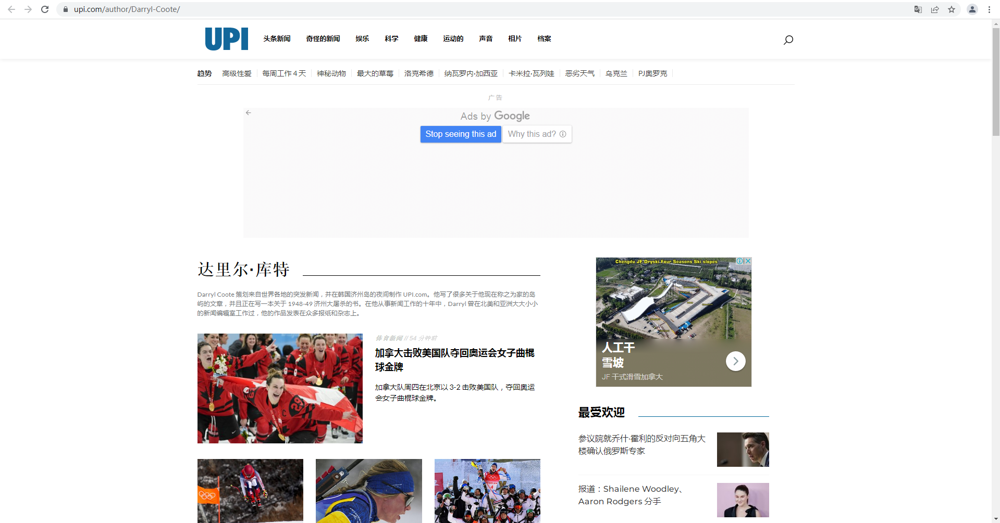 upi.com/author/Darryl-Coote/
UPI
头条新闻 奇怪的新闻 娱乐 科学 健康 运动的 声音 相片 档案
趋势 高级性爱 每周工作 4 天 神秘动物 最大的草莓 洛克希德 纳瓦罗内·加西亚 卡米拉·瓦列娃 恶劣天气 乌克兰 PJ奥罗克
广告
Ads by Google
Stop seeing this ad Why this ad?
达里尔·库特
Darryl Coote 策划来自世界各地的突发新闻，并在韩国济州岛的夜间制作 UPI.com。他写了很多关于他现在称之为家的岛
屿的文章，并且正在写一本关于 1948-49 济州大屠杀的书。在他从事新闻工作的十年中，Darryl 曾在北美和亚洲大大小小
的新闻编辑室工作过，他的作品发表在众多报纸和杂志上。
体育新闻 // 54 分钟前
加拿大击败美国队夺回奥运会女子曲棍
球金牌
加拿大队周四在北京以 3-2 击败美国队，夺回奥运
会女子曲棍球金牌。
Chengdu JF Dryski Four Seasons Ski slopes
人工干
雪坡
JF 干式滑雪加拿大
最受欢迎
参议院就乔什·霍利的反对向五角大
楼确认俄罗斯专家
报道：Shailene Woodley、
Aaron Rodgers 分手